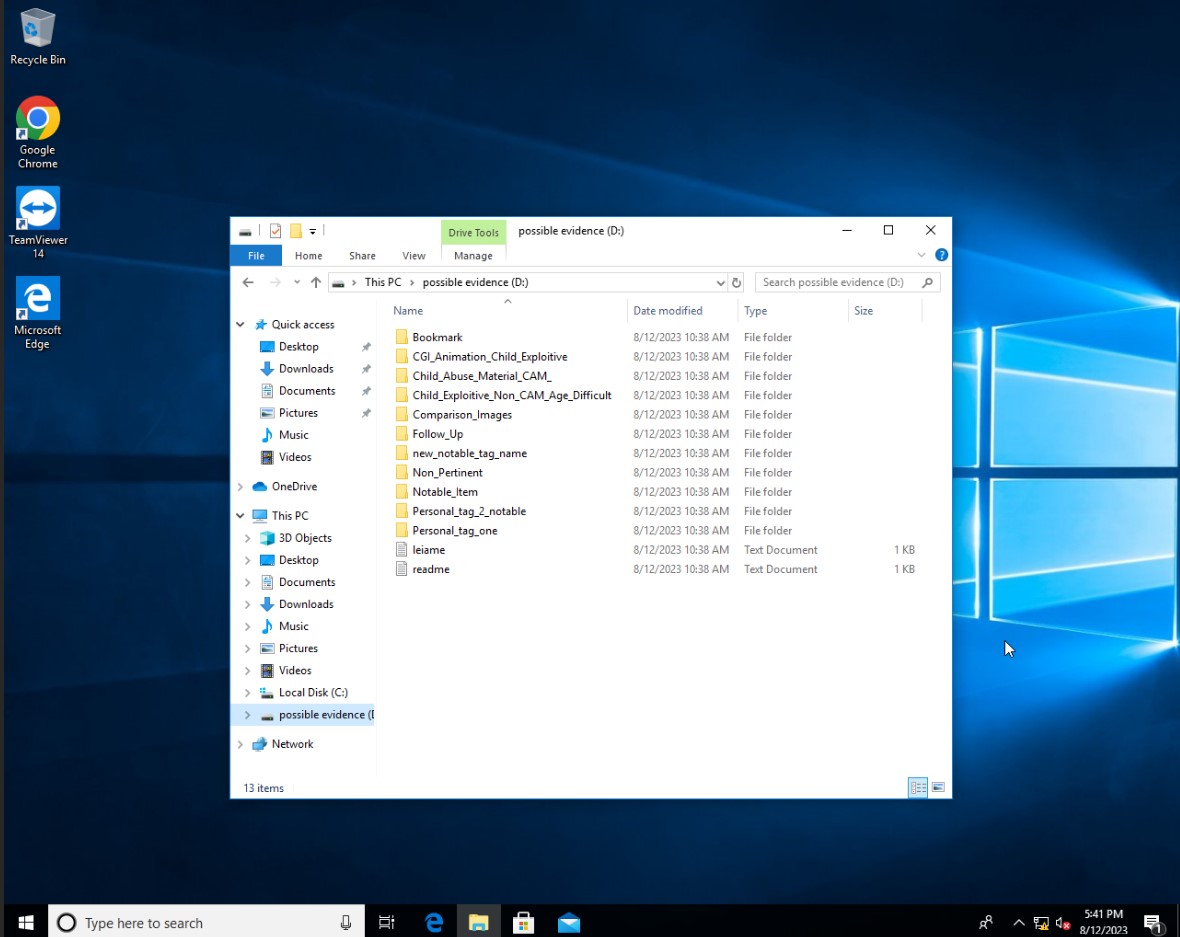 Recycle Bin
Google
Chrome
TeamViewer
14
Microsoft
Edge
Drive Tools
possible evidence (D:)
File
Home
Share
View
Manage
This PC
possible evidence (D:)
Search possible evidence (D:)
Quick access
Desktop
Downloads
Documents
Pictures
Music
Videos
OneDrive
This PC
3D Objects
Desktop
Documents
Downloads
Music
Pictures
Videos
Local Disk (C:)
possible evidence (D
Network
Name Date modified Type Size
Bookmark 8/12/2023 10:38 AM File folder
CGI_Animation_Child_Exploitive 8/12/2023 10:38 AM File folder
Child_Abuse_Material_CAM_ 8/12/2023 10:38 AM File folder
Child_Exploitive_Non_CAM_Age_Difficult 8/12/2023 10:38 AM File folder
Comparison_Images 8/12/2023 10:38 AM File folder
Follow_Up 8/12/2023 10:38 AM File folder
new_notable_tag_name 8/12/2023 10:38 AM File folder
Non_Pertinent 8/12/2023 10:38 AM File folder
Notable_Item 8/12/2023 10:38 AM File folder
Personal_tag_2_notable 8/12/2023 10:38 AM File folder
Personal_tag_one 8/12/2023 10:38 AM File folder
leiame 8/12/2023 10:38 AM Text Document 1 KB
readme 8/12/2023 10:38 AM Text Document 1 KB
13 items
Type here to search
5:41 PM
8/12/2023
1